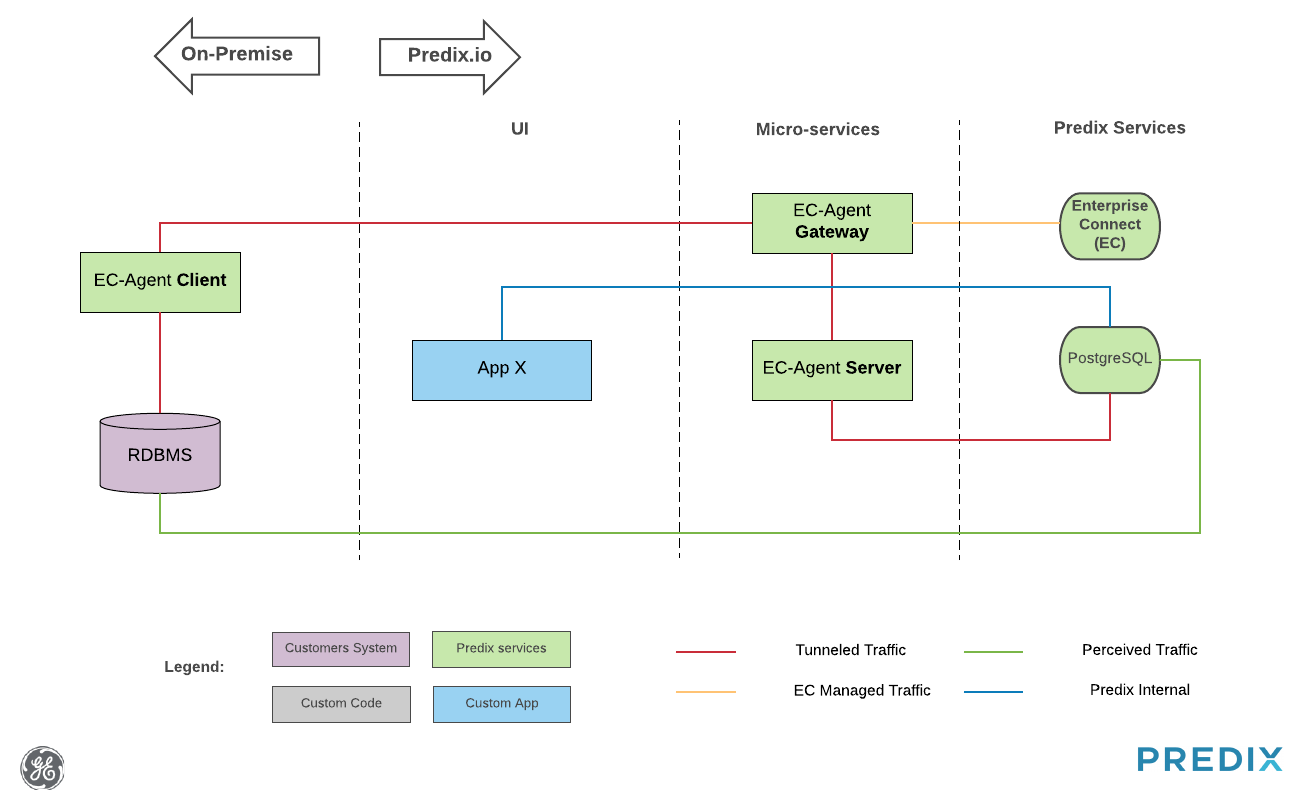 On-Premise
Predix.io
UI
Micro-services
Predix Services
EC-Agent
Gateway
Enterprise
Connect
(EC)
EC-Agent Client
App X
EC-Agent Server
PostgreSQL
RDBMS
Legend:
Customers System
Predix services
Custom Code
Custom App
Tunneled Traffic
Perceived Traffic
EC Managed Traffic
Predix Internal
GE
PREDIX